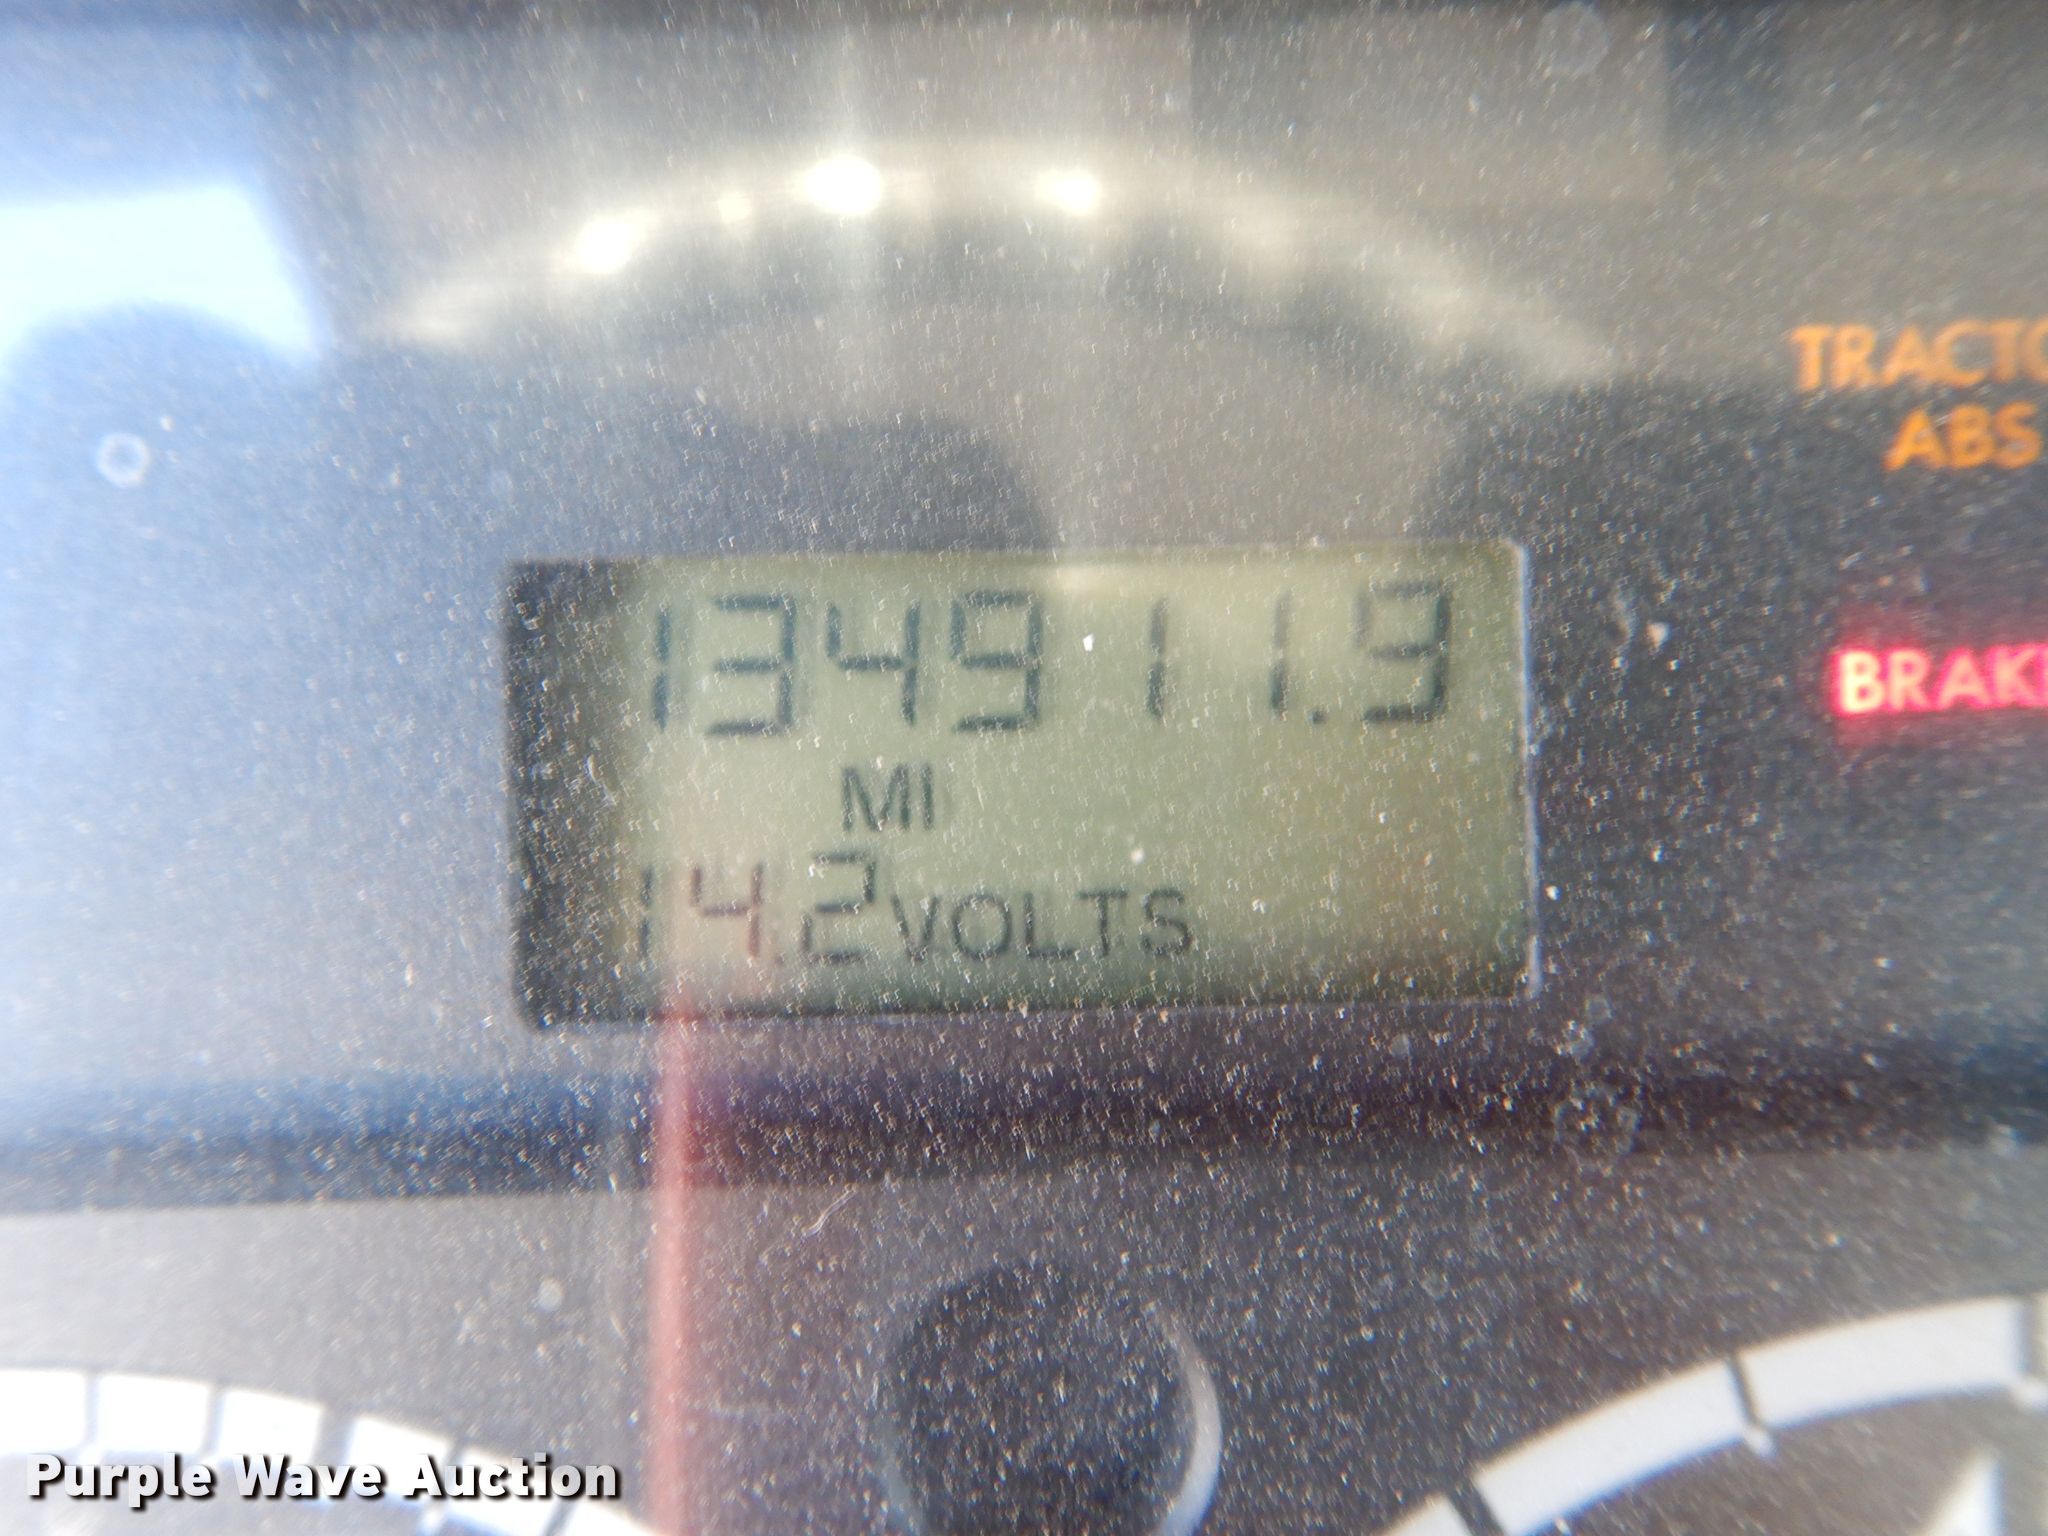 TRACTO
ABS
134911.9
BRAK
MI
14.2 VOLTS
Purple Wave Auction